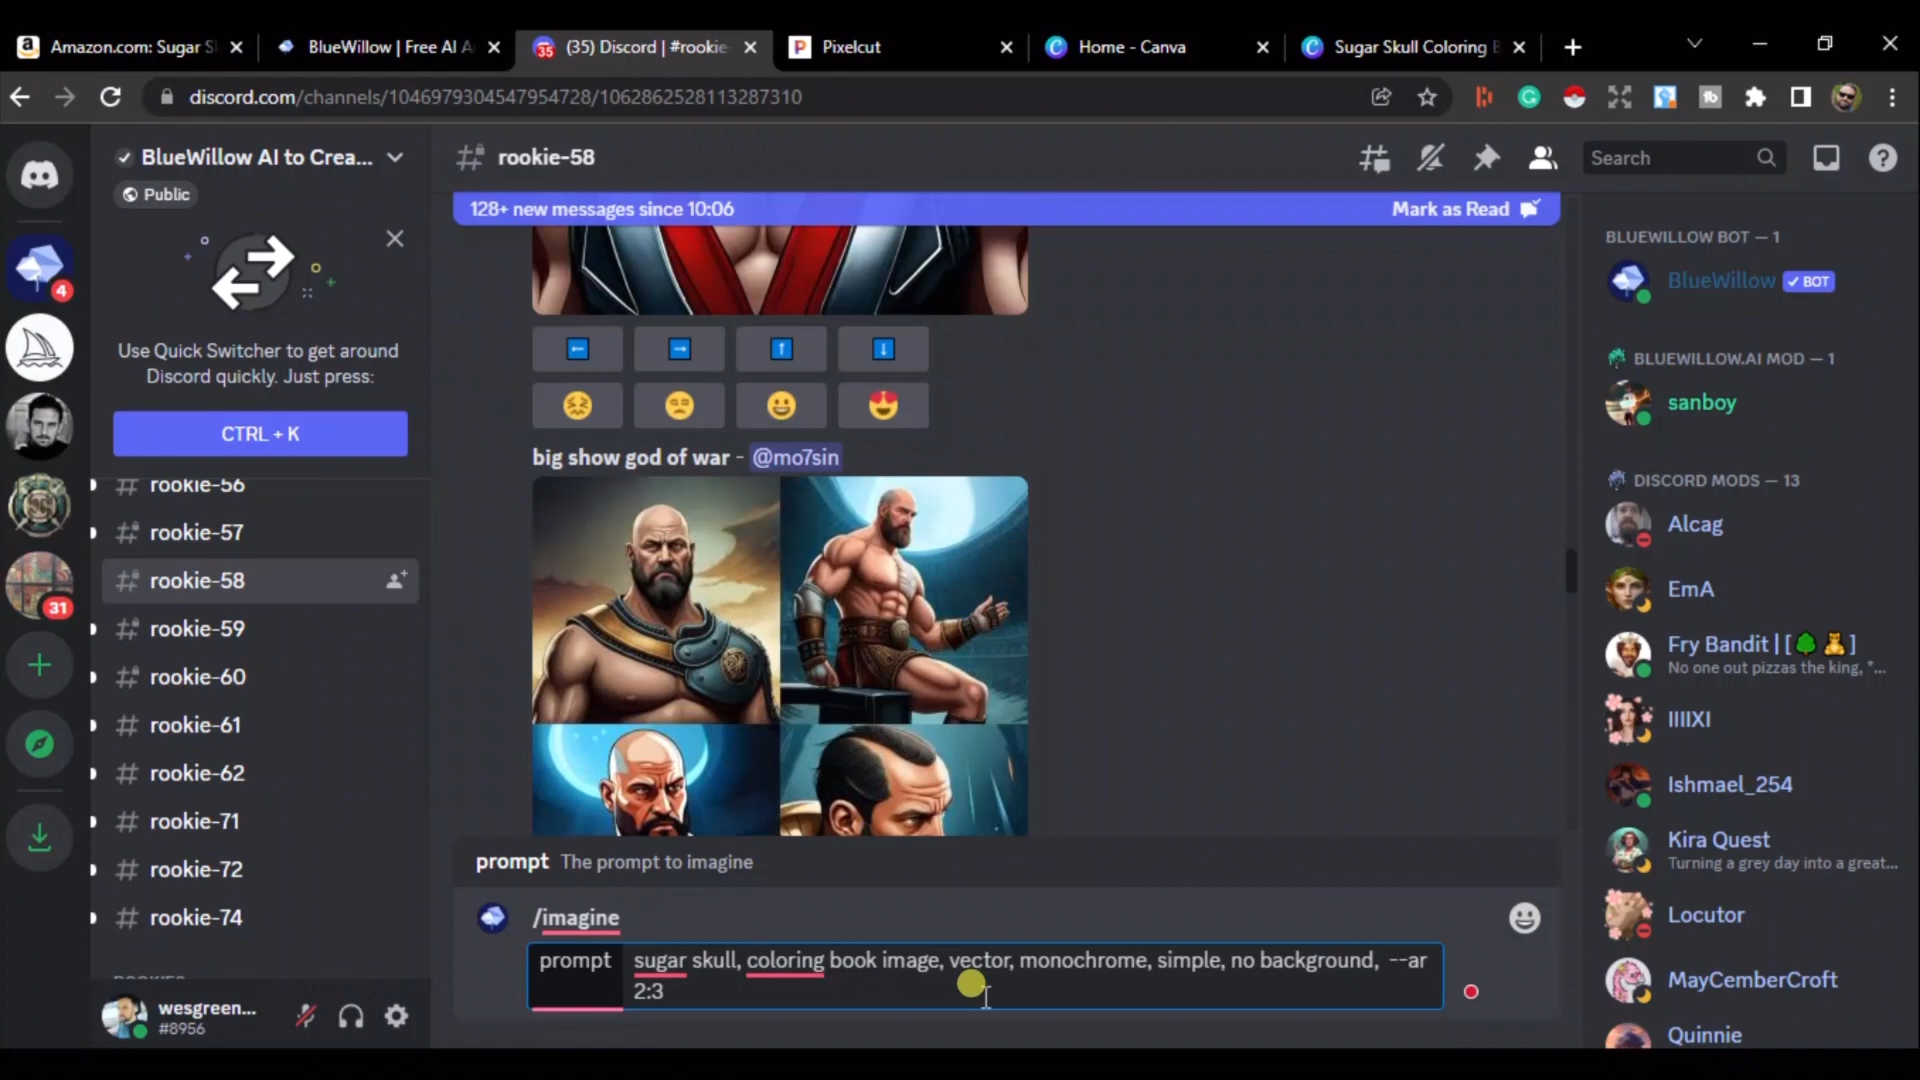 Amazon.com: Sugar S
BlueWillow | Free AI A
(35) Discord | #rookie-
Pixelcut
Home - Canva
Sugar Skull Coloring B
discord.com/channels/1046979304547954728/1062862528113287310
BlueWillow AI to Crea...
Public
4
Use Quick Switcher to get around
Discord quickly. Just press:
CTRL + K
rookie-56
rookie-57
rookie-58
31
rookie-59
rookie-60
rookie-61
rookie-62
rookie-71
rookie-72
rookie-74
ROOKIES
wesgreen...
#8956
rookie-58
128+ new messages since 10:06
Mark as Read
big show god of war - @mo7sin
prompt The prompt to imagine
/imagine
prompt sugar skull, coloring book image, vector, monochrome, simple, no background, --ar
2:3
Search
BLUEWILLOW BOT — 1
BlueWillow BOT
BLUEWILLOW.AI MOD — 1
sanboy
DISCORD MODS — 13
Alcag
EmA
Fry Bandit | [🌳🧸]
No one out pizzas the king, *...
IIIIXI
Ishmael_254
Kira Quest
Turning a grey day into a great...
Locutor
MayCemberCroft
Quinnie